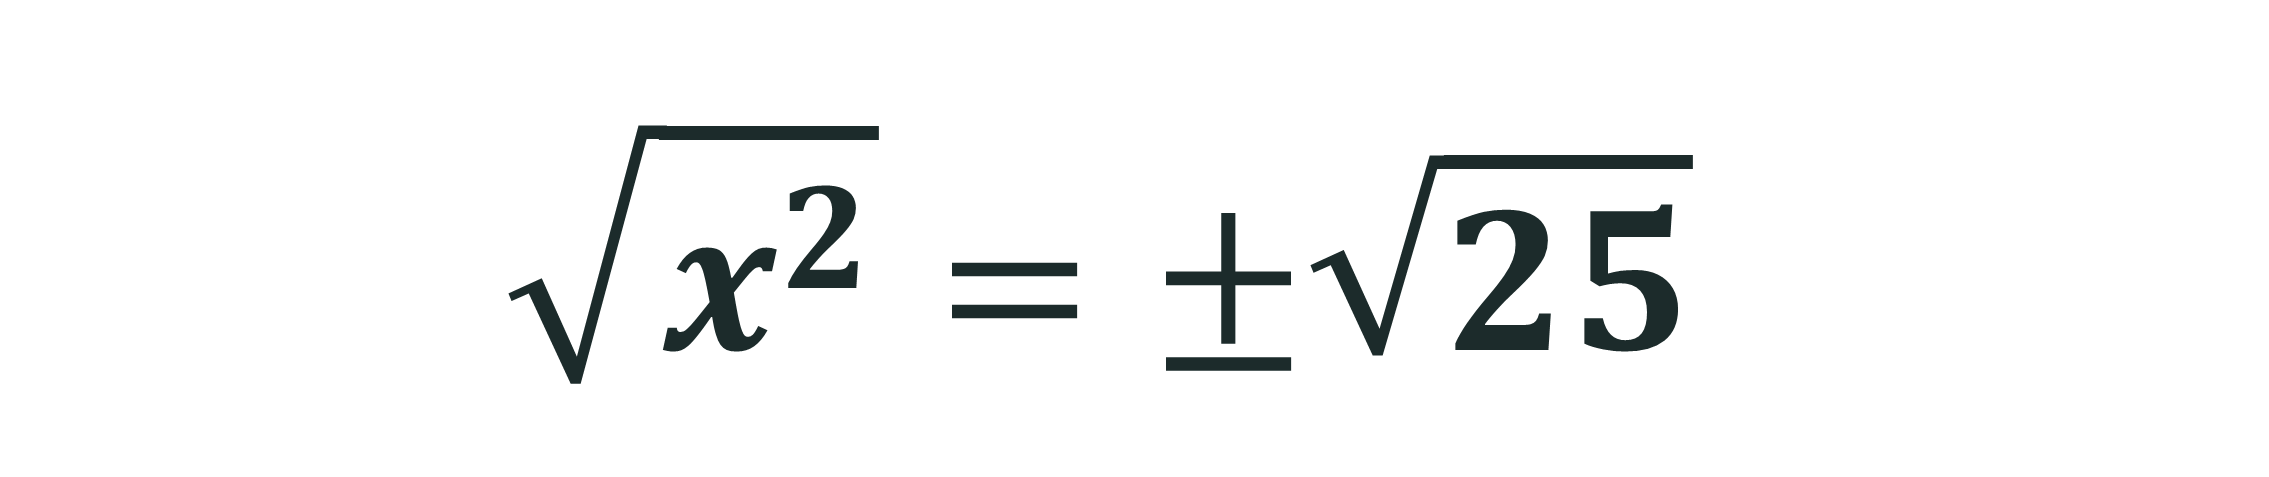 √x² = ±√25